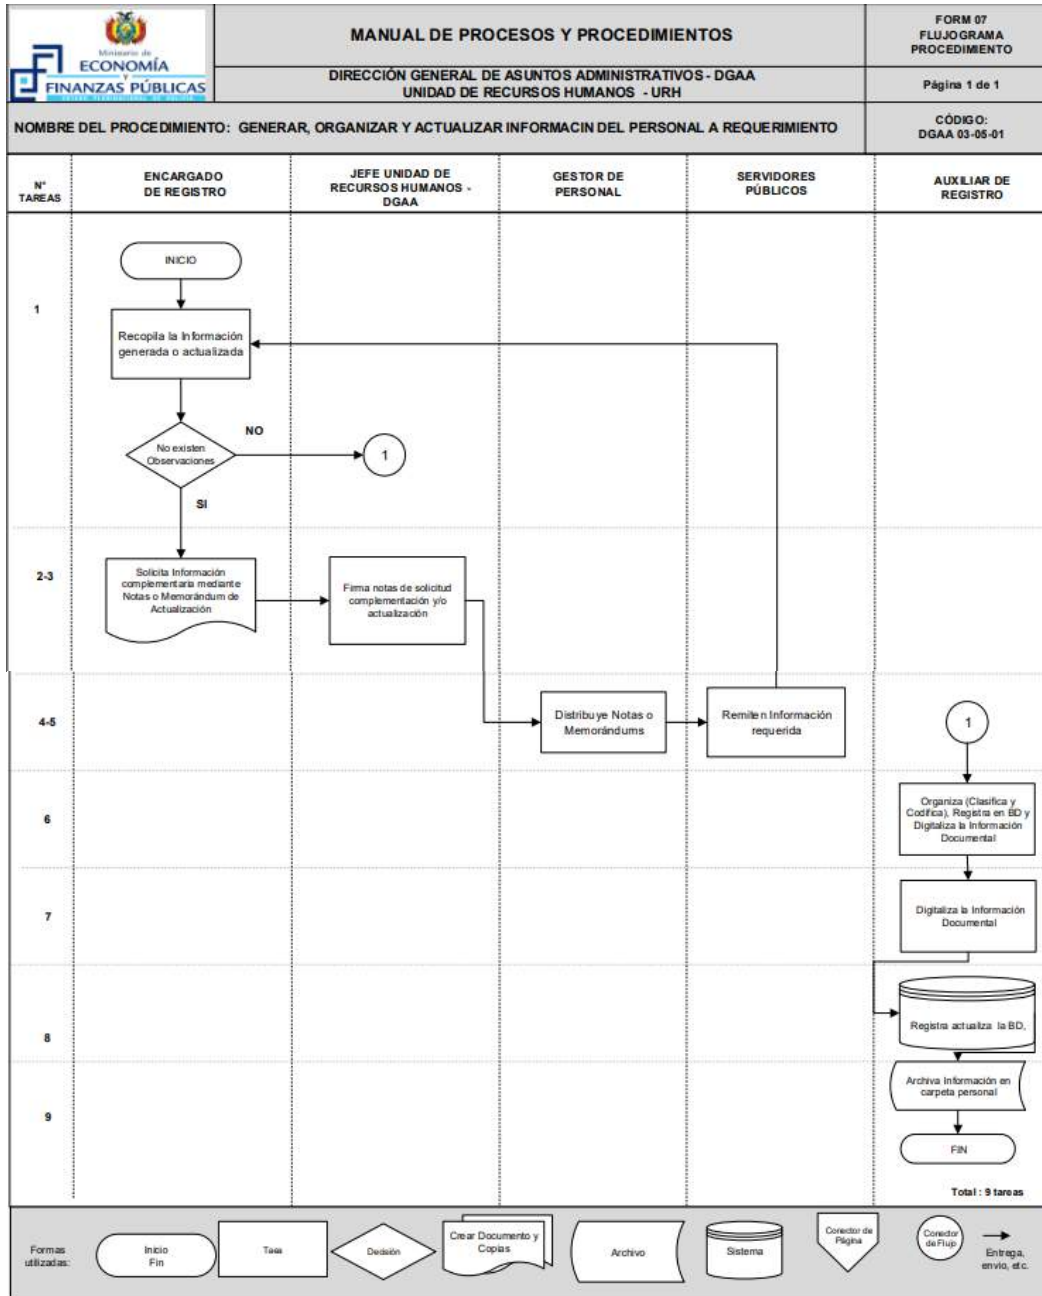 Ministerio de
ECONOMÍA
Y
FINANZAS PÚBLICAS
MANUAL DE PROCESOS Y PROCEDIMIENTOS
FORM 07
FLUJOGRAMA
PROCEDIMIENTO
DIRECCIÓN GENERAL DE ASUNTOS ADMINISTRATIVOS - DGAA
UNIDAD DE RECURSOS HUMANOS - URH
Página 1 de 1
NOMBRE DEL PROCEDIMIENTO: GENERAR, ORGANIZAR Y ACTUALIZAR INFORMACIN DEL PERSONAL A REQUERIMIENTO
CÓDIGO:
DGAA 03-05-01
N°
TAREAS
ENCARGADO
DE REGISTRO
JEFE UNIDAD DE
RECURSOS HUMANOS -
DGAA
GESTOR DE
PERSONAL
SERVIDORES
PÚBLICOS
AUXILIAR DE
REGISTRO
INICIO
1
Recopila la Información
generada o actualizada
NO
No existen
Observaciones
1
SI
2-3
Solicita Información
complementaria mediante
Notas o Memorándum de
Actualización
Firma notas de solicitud
complementación y/o
actualización
4-5
Distribuye Notas o
Memorándums
Remiten Información
requerida
1
6
Organiza (Clasifica y
Codifica), Registra en BD y
Digitaliza la Información
Documental
7
Digitaliza la Información
Documental
8
Registra actualiza la BD,
9
Archiva Información en
carpeta personal
FIN
Total : 9 tareas
Formas
utilizadas:
Inicio
Fin
Tasa
Decisión
Crear Documento y
Copias
Archivo
Sistema
Conector de
Página
Conector
de Flujo
Entrega,
envio, etc.